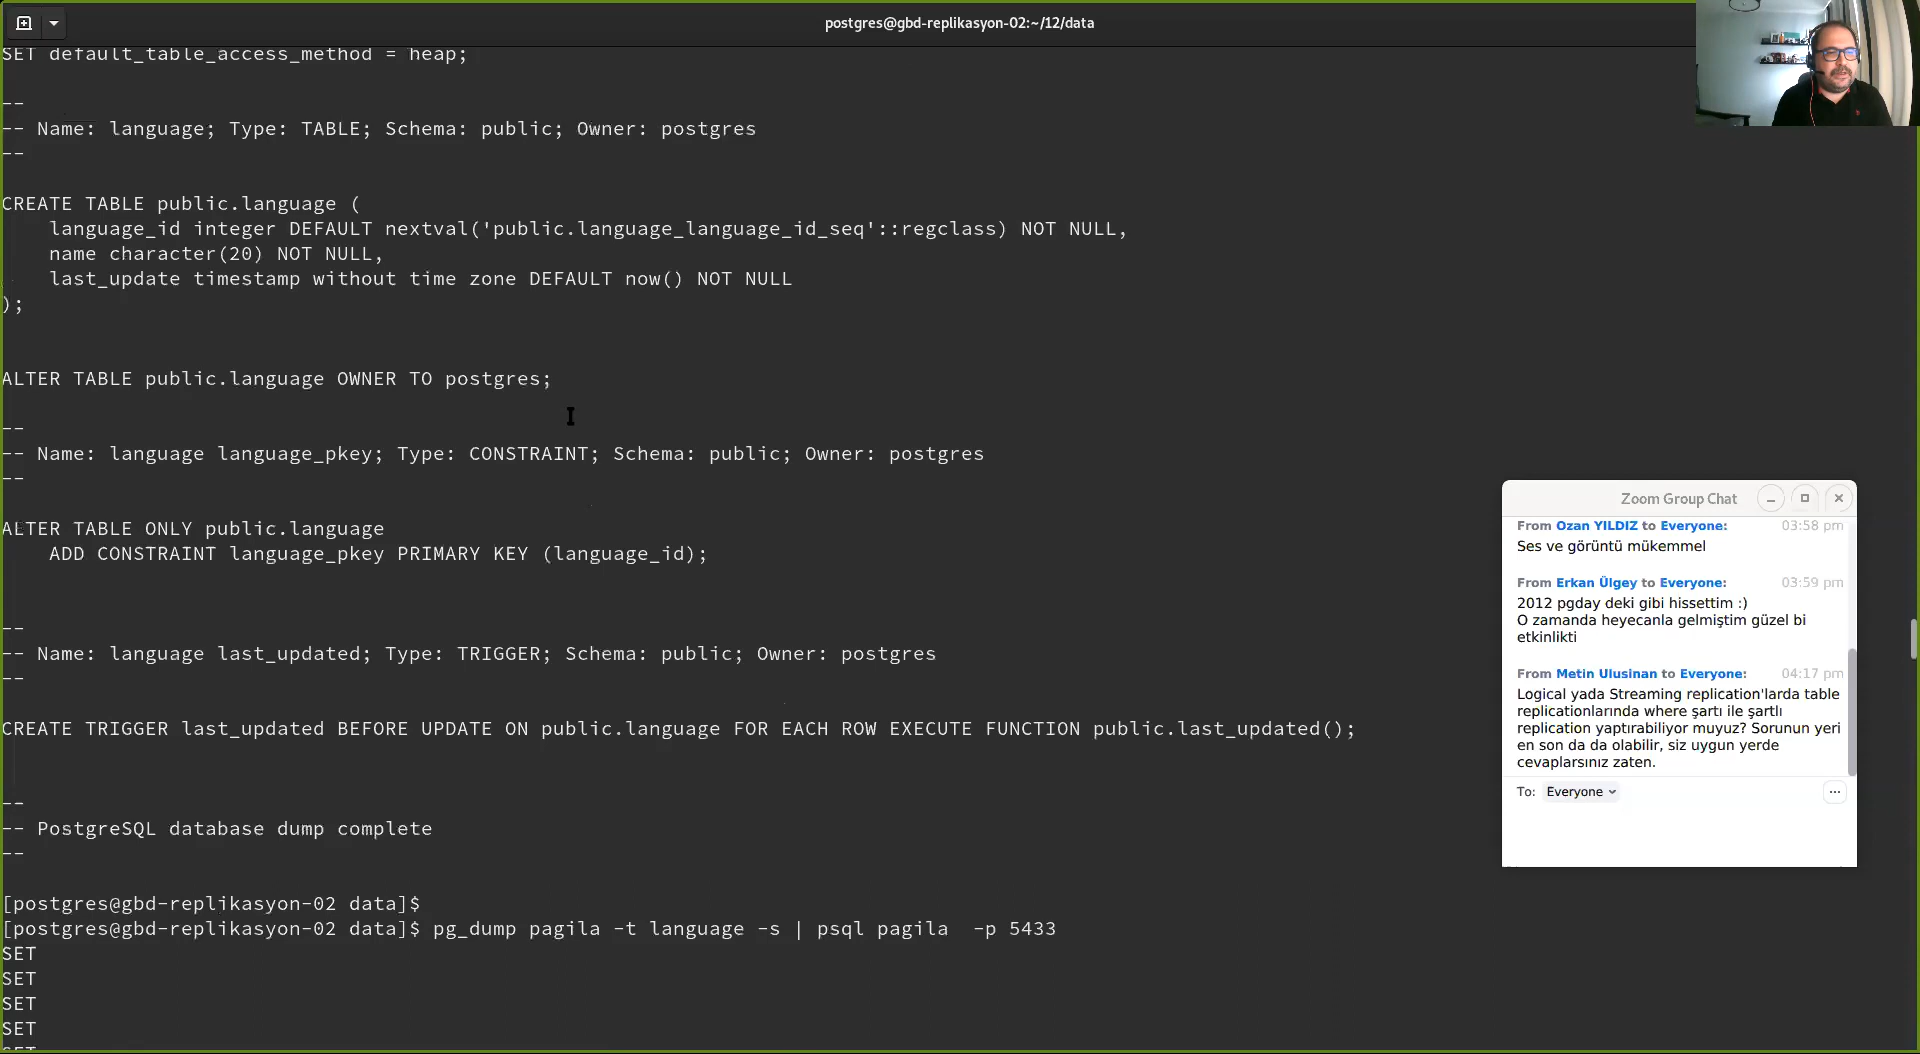 postgres@gbd-replikasyon-02:~/12/data
SET default_table_access_method = heap;
--
-- Name: language; Type: TABLE; Schema: public; Owner: postgres
--
CREATE TABLE public.language (
    language_id integer DEFAULT nextval('public.language_language_id_seq'::regclass) NOT NULL,
    name character(20) NOT NULL,
    last_update timestamp without time zone DEFAULT now() NOT NULL
);
ALTER TABLE public.language OWNER TO postgres;
--
-- Name: language language_pkey; Type: CONSTRAINT; Schema: public; Owner: postgres
--
ALTER TABLE ONLY public.language
    ADD CONSTRAINT language_pkey PRIMARY KEY (language_id);
--
-- Name: language last_updated; Type: TRIGGER; Schema: public; Owner: postgres
--
CREATE TRIGGER last_updated BEFORE UPDATE ON public.language FOR EACH ROW EXECUTE FUNCTION public.last_updated();
--
-- PostgreSQL database dump complete
--
[postgres@gbd-replikasyon-02 data]$
[postgres@gbd-replikasyon-02 data]$ pg_dump pagila -t language -s | psql pagila  -p 5433
SET
SET
SET
SET
SET
Zoom Group Chat
From Ozan YILDIZ to Everyone: 03:58 pm
Ses ve görüntü mükemmel
From Erkan Ülgey to Everyone: 03:59 pm
2012 pgday deki gibi hissettim :)
O zamanda heyecanla gelmiştim güzel bi
etkinlikti
From Metin Ulusinan to Everyone: 04:17 pm
Logical yada Streaming replication'larda table
replicationlarında where şartı ile şartlı
replication yaptırabiliyor muyuz? Sorunun yeri
en son da da olabilir, siz uygun yerde
cevaplarsınız zaten.
To: Everyone